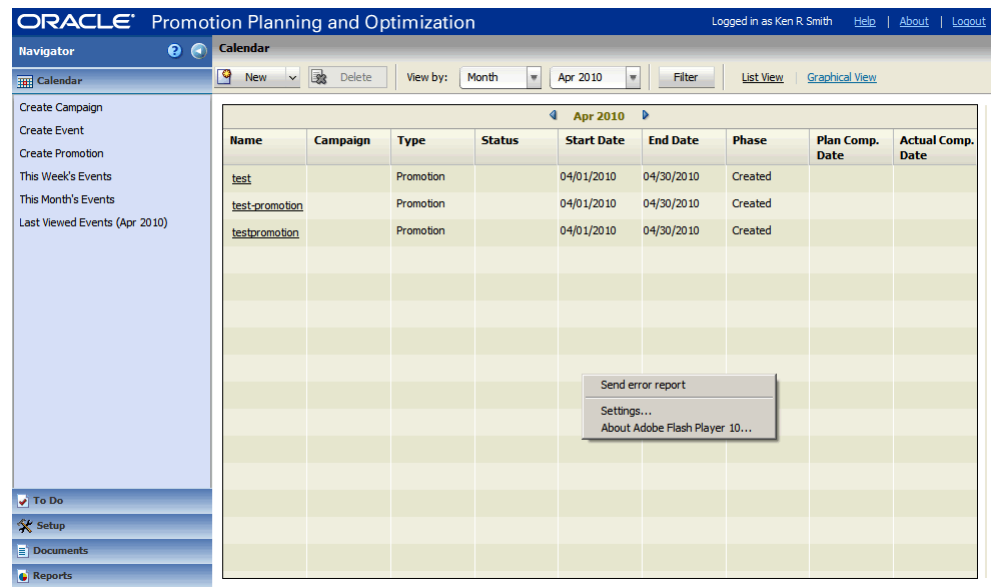 ORACLE® Promotion Planning and Optimization
Logged in as Ken R Smith Help | About | Logout
Navigator
Calendar
Calendar
New Delete View by: Month Apr 2010 Filter List View Graphical View
Create Campaign
Create Event
Create Promotion
This Week's Events
This Month's Events
Last Viewed Events (Apr 2010)
Apr 2010
Name Campaign Type Status Start Date End Date Phase Plan Comp. Date Actual Comp. Date
test Promotion 04/01/2010 04/30/2010 Created
test-promotion Promotion 04/01/2010 04/30/2010 Created
testpromotion Promotion 04/01/2010 04/30/2010 Created
Send error report
Settings...
About Adobe Flash Player 10...
To Do
Setup
Documents
Reports